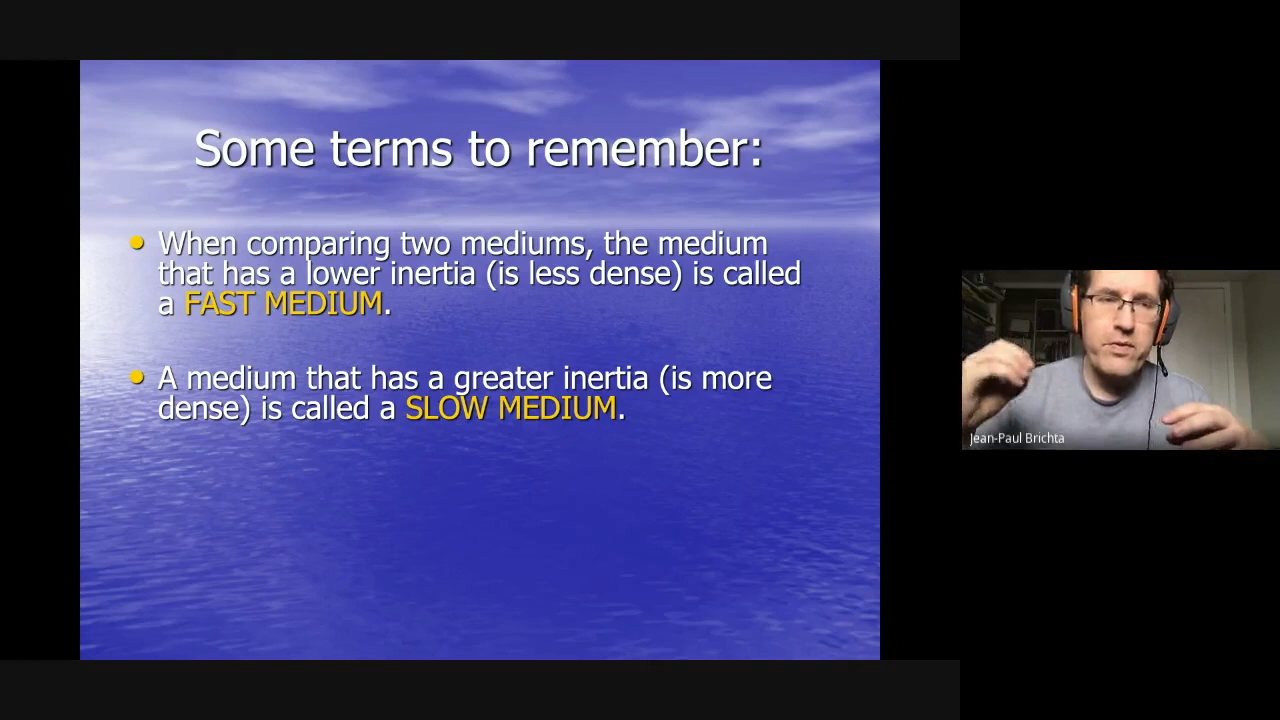 Some terms to remember:
When comparing two mediums, the medium
that has a lower inertia (is less dense) is called
a FAST MEDIUM.
A medium that has a greater inertia (is more
dense) is called a SLOW MEDIUM.
Jean-Paul Brichta